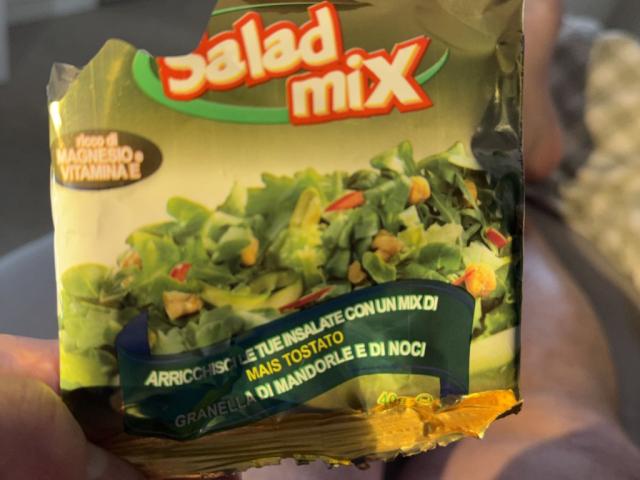 Salad
mix
ricco di
MAGNESIO e
VITAMINA E
ARRICCHISCI LE TUE INSALATE CON UN MIX DI
MAIS TOSTATO
GRANELLA DI MANDORLE E DI NOCI